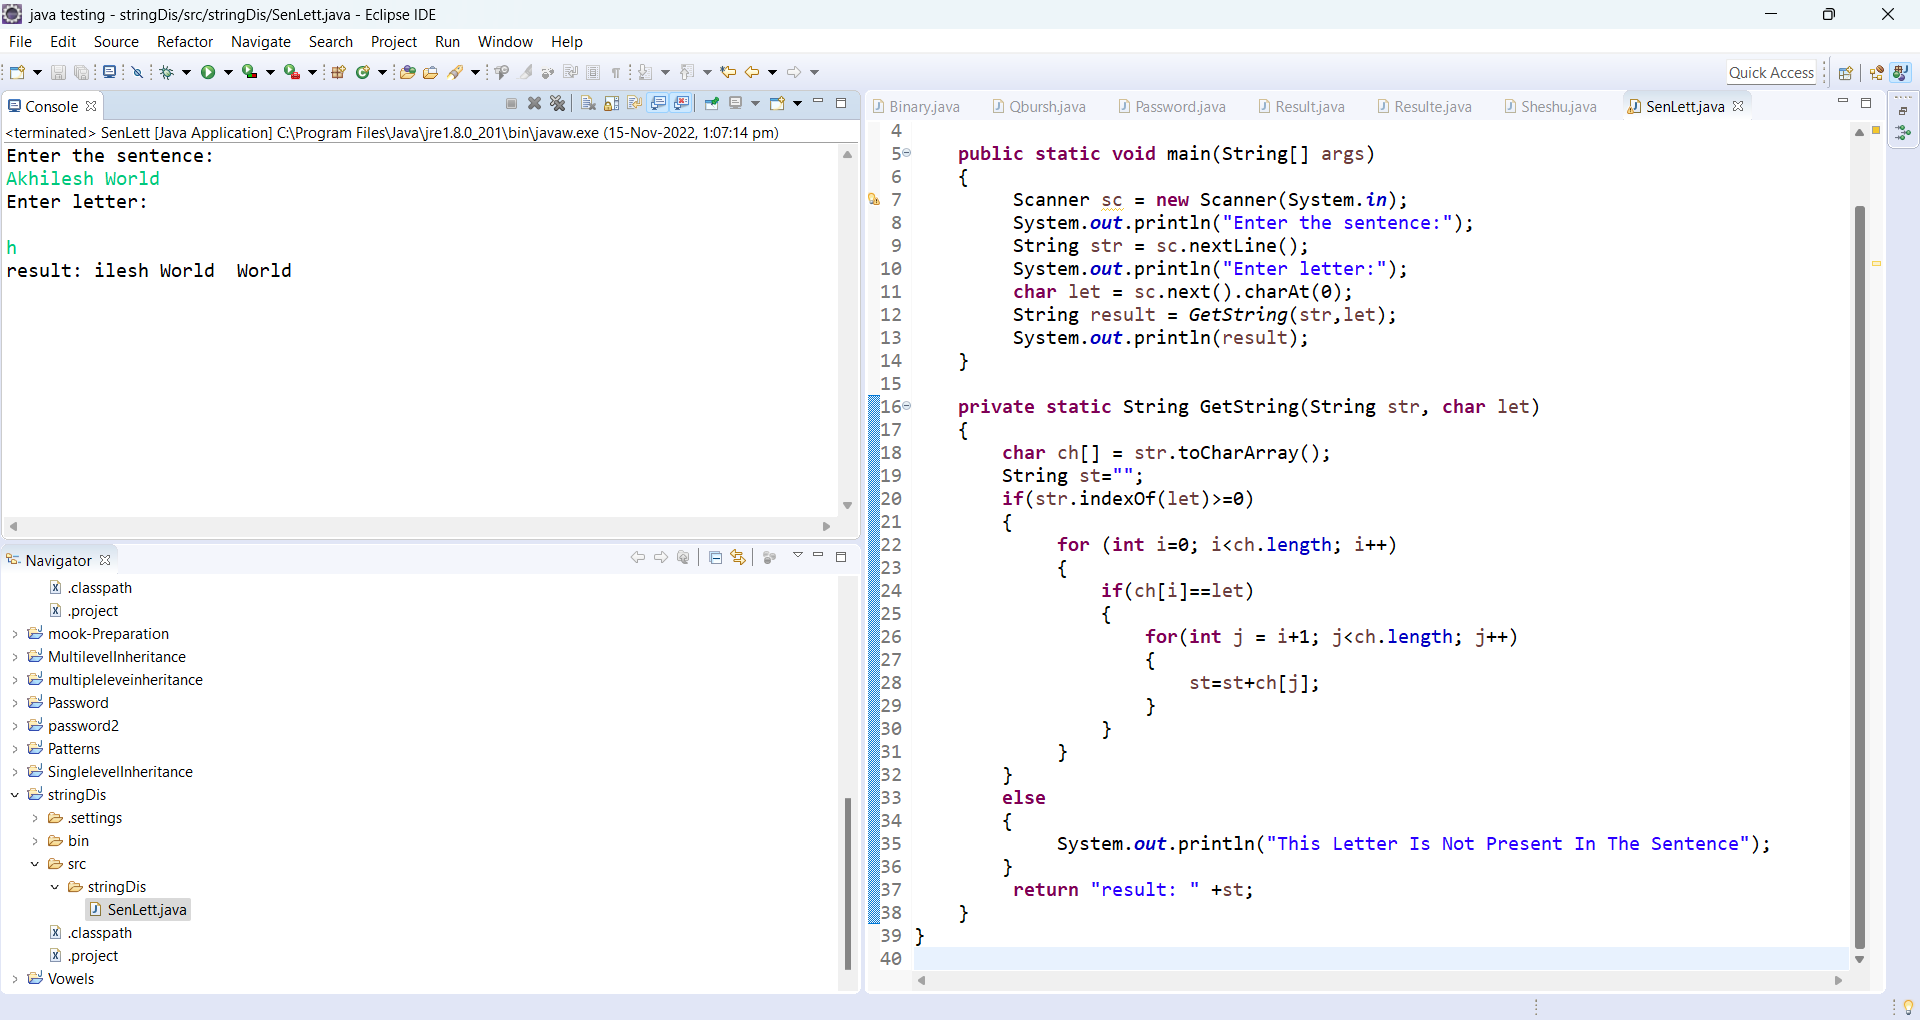 java testing - stringDis/src/stringDis/SenLett.java - Eclipse IDE
File Edit Source Refactor Navigate Search Project Run Window Help
Quick Access
Console
<terminated> SenLett [Java Application] C:\Program Files\Java\jre1.8.0_201\bin\javaw.exe (15-Nov-2022, 1:07:14 pm)
Enter the sentence:
Akhilesh World
Enter letter:
h
result: ilesh World  World
Navigator
.classpath
.project
mook-Preparation
MultilevelInheritance
multipleleveinheritance
Password
password2
Patterns
SinglelevelInheritance
stringDis
.settings
bin
src
stringDis
SenLett.java
.classpath
.project
Vowels
Binary.java Qbursh.java Password.java Result.java Resulte.java Sheshu.java SenLett.java
4
5     public static void main(String[] args)
6     {
7          Scanner sc = new Scanner(System.in);
8          System.out.println("Enter the sentence:");
9          String str = sc.nextLine();
10          System.out.println("Enter letter:");
11          char let = sc.next().charAt(0);
12          String result = GetString(str,let);
13          System.out.println(result);
14     }
15
16     private static String GetString(String str, char let)
17     {
18         char ch[] = str.toCharArray();
19         String st="";
20         if(str.indexOf(let)>=0)
21         {
22              for (int i=0; i<ch.length; i++)
23              {
24                  if(ch[i]==let)
25                  {
26                      for(int j = i+1; j<ch.length; j++)
27                      {
28                          st=st+ch[j];
29                      }
30                  }
31              }
32         }
33         else
34         {
35              System.out.println("This Letter Is Not Present In The Sentence");
36         }
37          return "result: " +st;
38     }
39 }
40